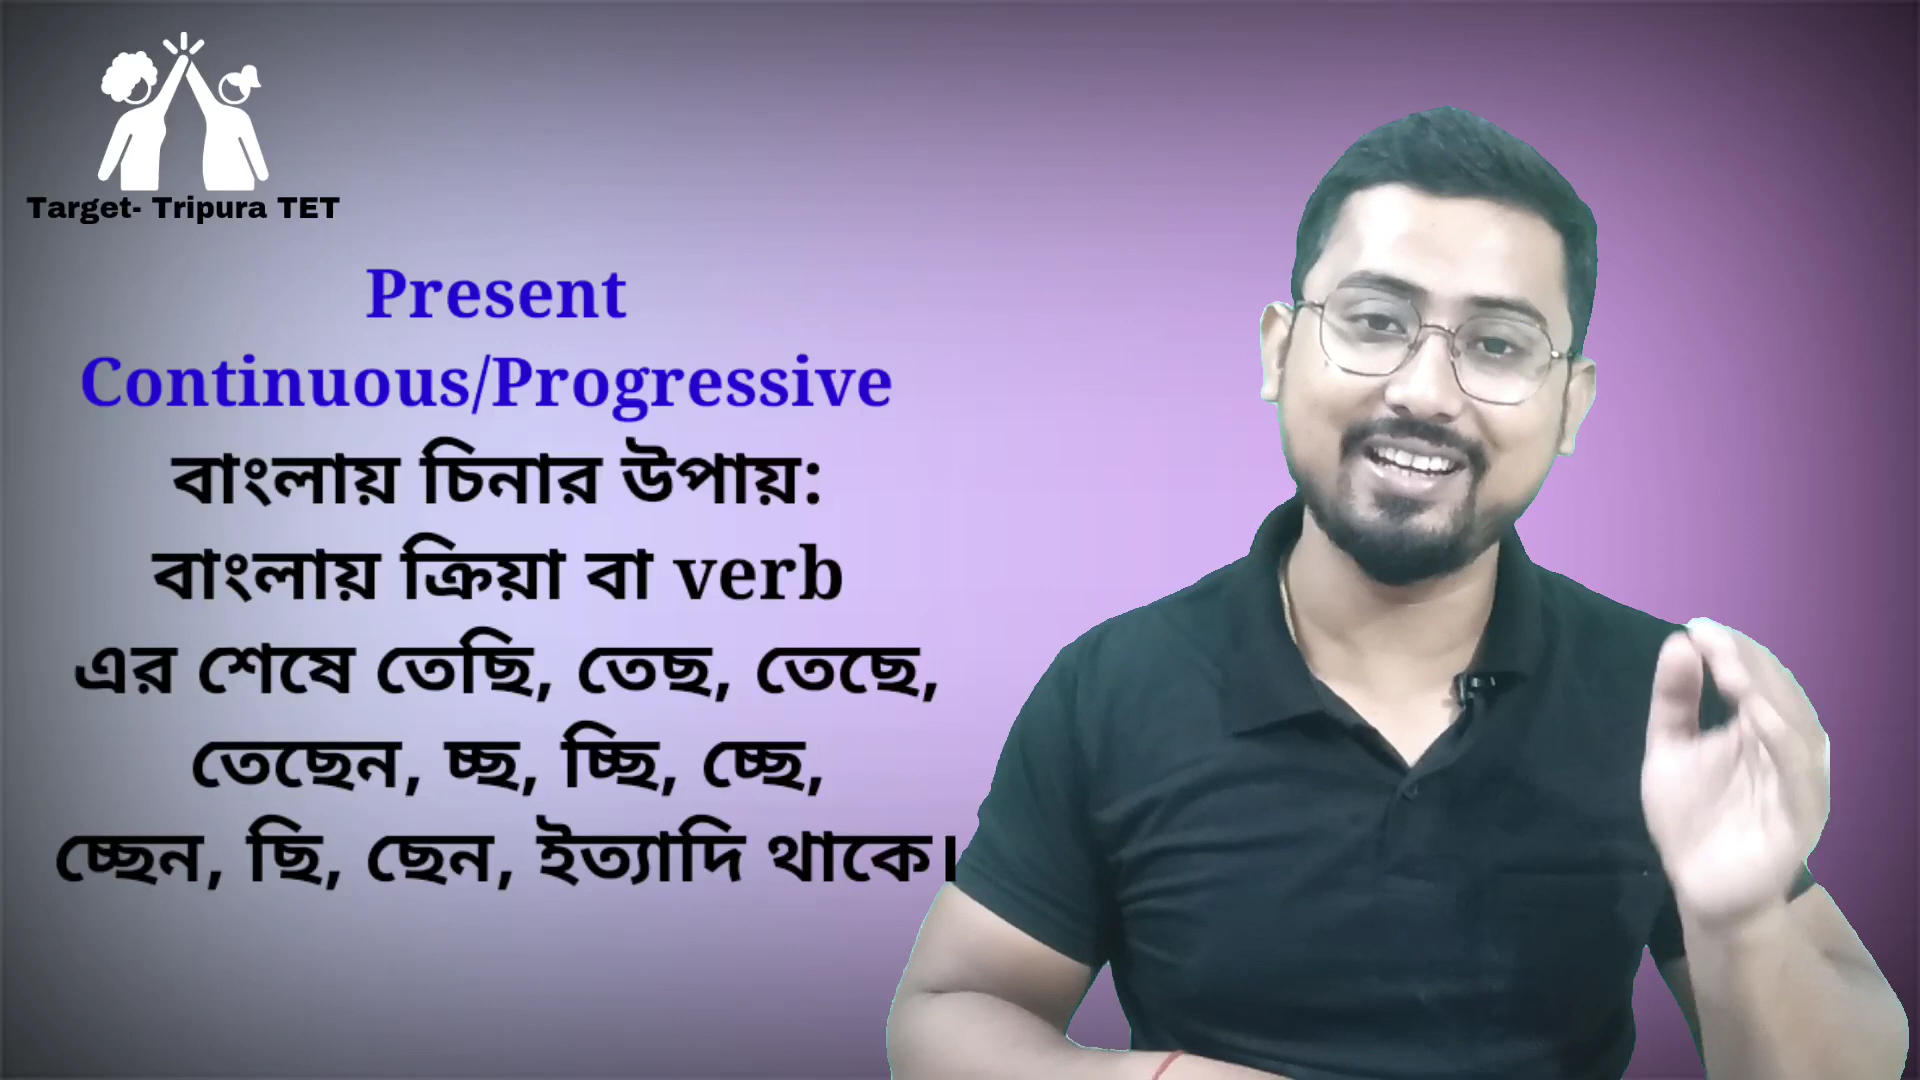 Target- Tripura TET
Present
Continuous/Progressive
বাংলায় চিনার উপায়:
বাংলায় ক্রিয়া বা verb
এর শেষে তেছি, তেছ, তেছে,
তেছেন, চ্ছ, চ্ছি, চ্ছে,
চ্ছেন, ছি, ছেন, ইত্যাদি থাকে।